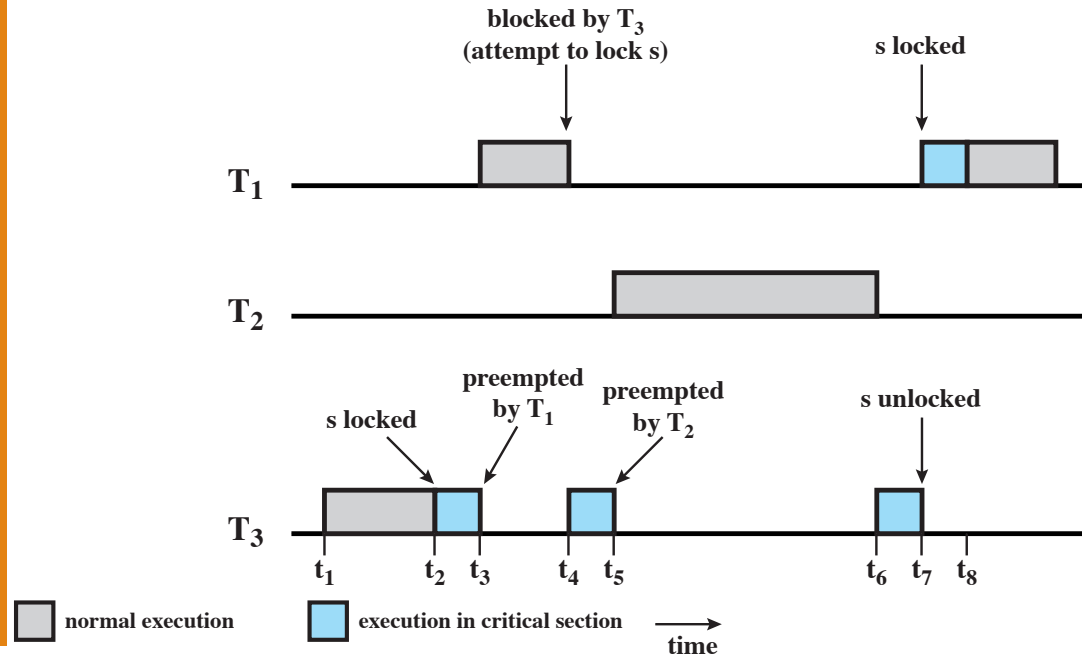 blocked by T3
(attempt to lock s)
s locked
T1
T2
preempted
by T1
preempted
by T2
s locked
s unlocked
T3
t1 t2 t3 t4 t5 t6 t7 t8
normal execution
execution in critical section
time